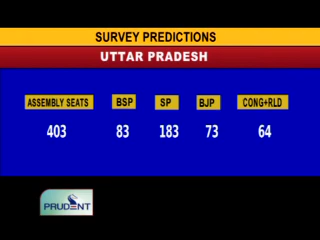 SURVEY PREDICTIONS
UTTAR PRADESH
ASSEMBLY SEATS BSP SP BJP CONG+RLD
403 83 183 73 64
PRUDENT